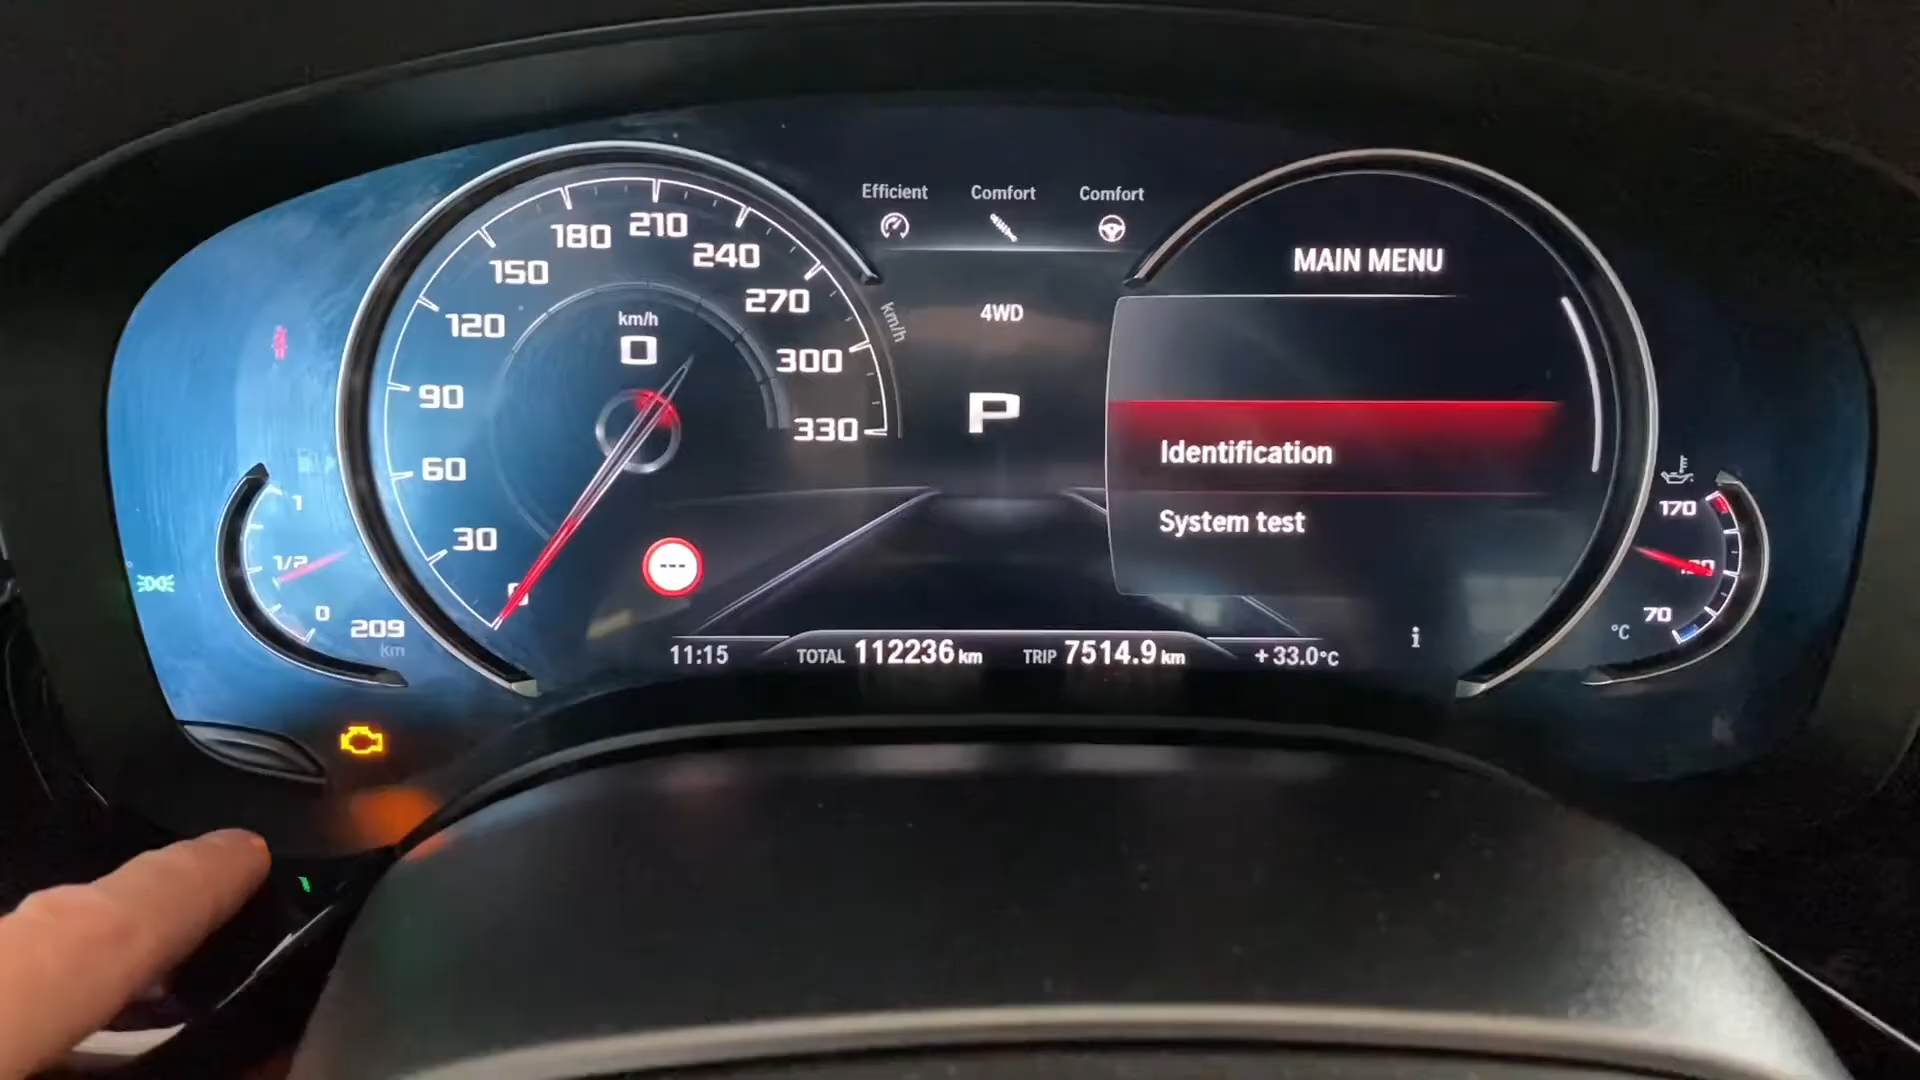 Efficient Comfort Comfort
MAIN MENU
Identification
System test
4WD
P
km/h
0
km/h
0
30
60
90
120
150
180
210
240
270
300
330
---
1
1/2
0
209
km
170
70
°C
11:15 TOTAL 112236 km TRIP 7514.9 km +33.0°C
i